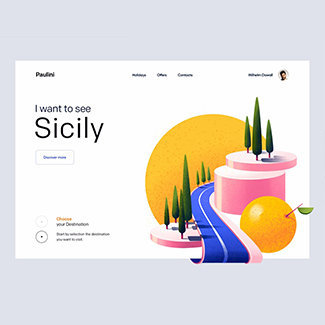 Paulini
Holidays
Offers
Contacts
Wilhelm Overall
I want to see
Sicily
Discover more
Choose
your Destination
Start by selection the destination
you want to visit